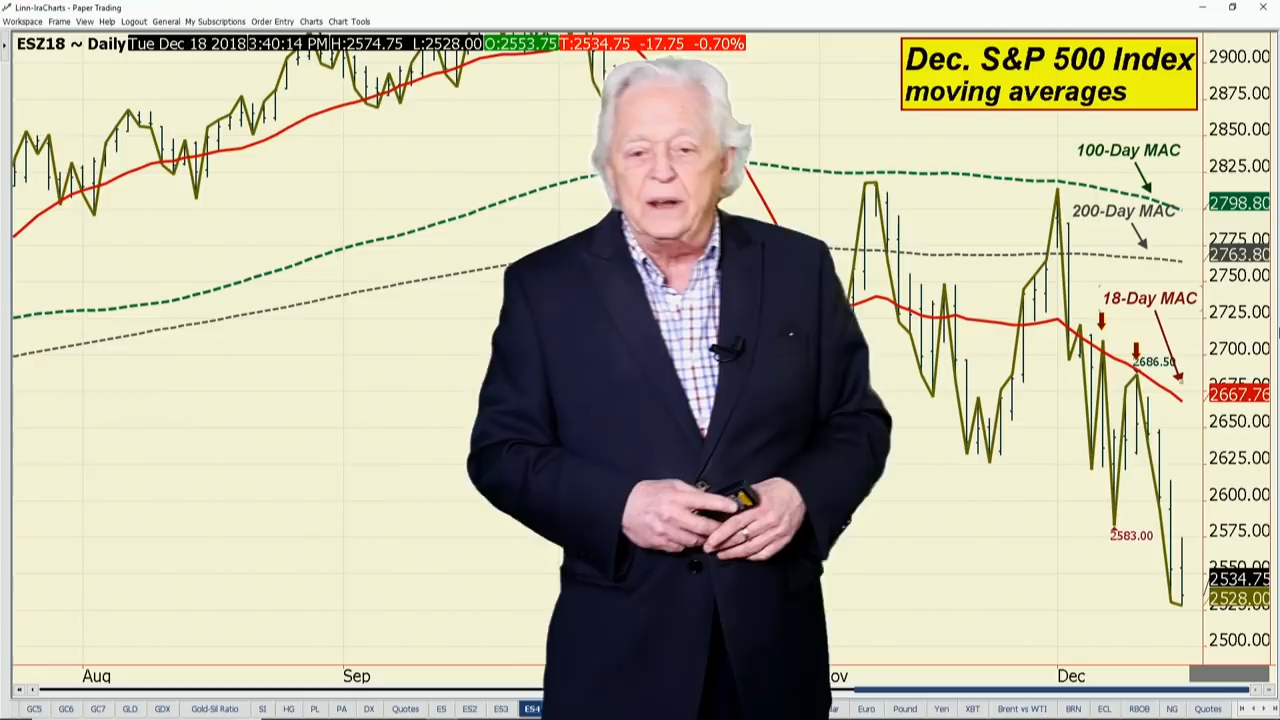 Linn-IraCharts - Paper Trading
Workspace Frame View Help Logout General My Subscriptions Order Entry Charts Chart Tools
ESZ18 ~ Daily Tue Dec 18 2018 3:40:14 PM H:2574.75 L:2528.00 O:2553.75 T:2534.75 -17.75 -0.70%
Dec. S&P 500 Index
moving averages
2900.00
2875.00
2850.00
100-Day MAC
2825.00
2798.80
200-Day MAC
2775.00
2763.80
2750.00
18-Day MAC
2725.00
2700.00
2686.50
2667.76
2650.00
2625.00
2600.00
2575.00
2583.00
2534.75
2528.00
2500.00
Aug Sep Dec
GC5 GC6 GC7 GLD GDX Gold-Sil Ratio SI HG PL PA DX Quotes ES ES2 ES3 ES4 Euro Pound Yen XBT Brent vs WTI BRN ECL RBOB NG Quotes